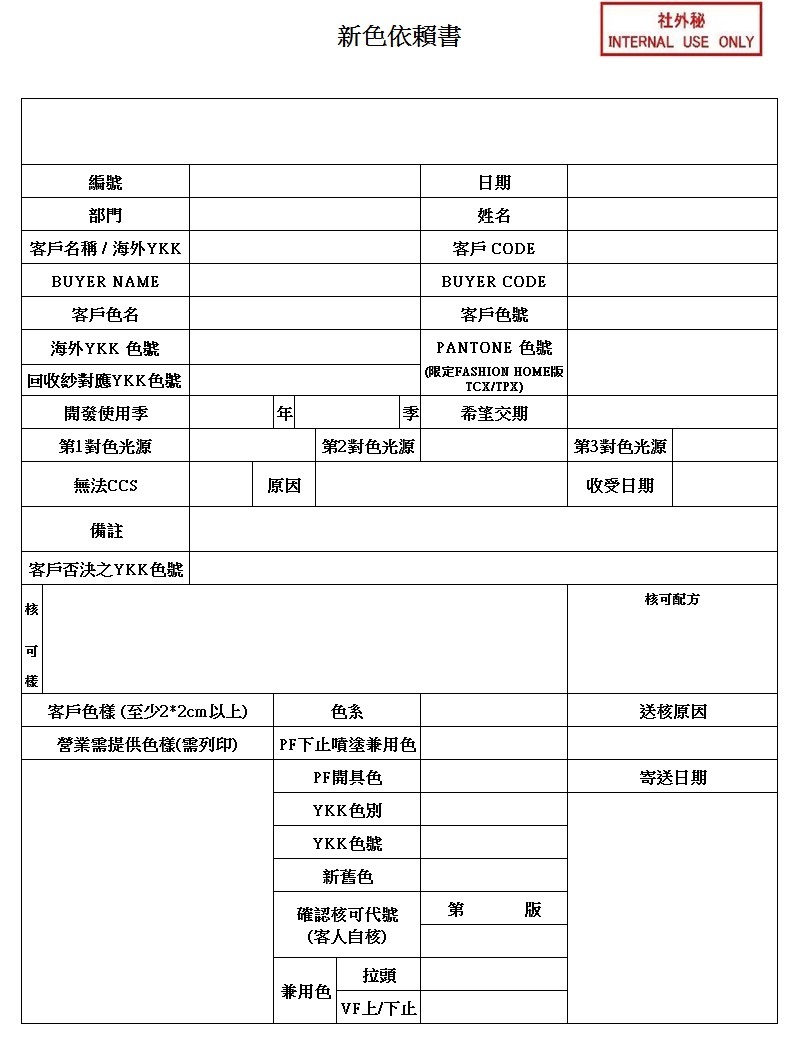 新色依賴書
社外秘
INTERNAL USE ONLY
編號
日期
部門
姓名
客戶名稱 / 海外YKK
客戶 CODE
BUYER NAME
BUYER CODE
客戶色名
客戶色號
海外YKK 色號
PANTONE 色號
(限定FASHION HOME版
TCX/TPX)
回收紗對應YKK色號
開發使用季
年
季
希望交期
第1對色光源
第2對色光源
第3對色光源
無法CCS
原因
收受日期
備註
客戶否決之YKK色號
核
可
樣
核可配方
客戶色樣 (至少2*2cm以上)
色系
送核原因
營業需提供色樣(需列印)
PF下止噴塗兼用色
PF開具色
寄送日期
YKK色別
YKK色號
新舊色
確認核可代號
(客人自核)
第 版
兼用色
拉頭
VF上/下止